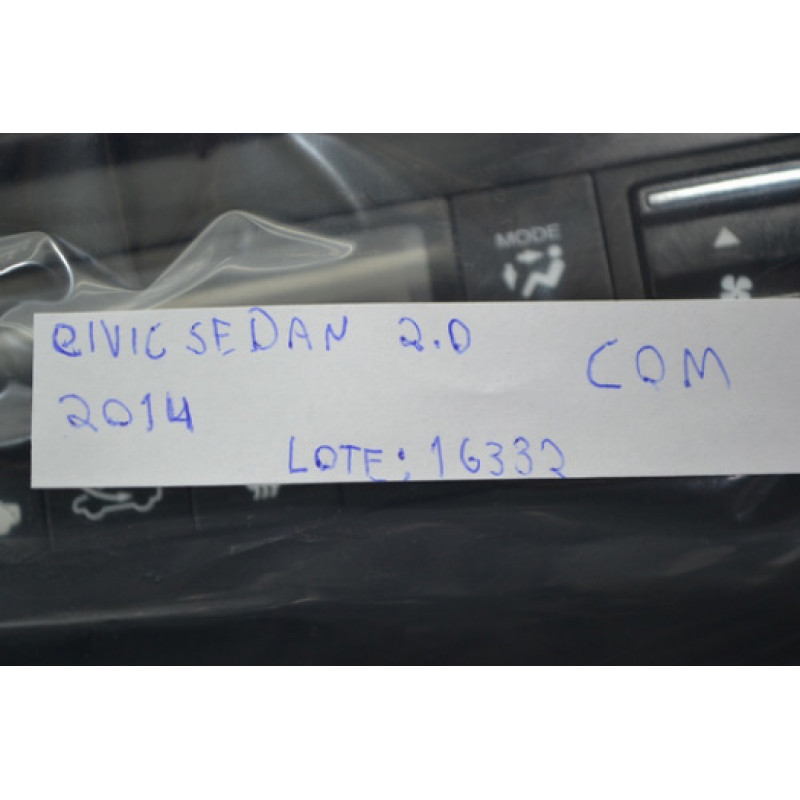 MODE
CIVIC SEDAN 2.0
COM
2014
LOTE: 16332